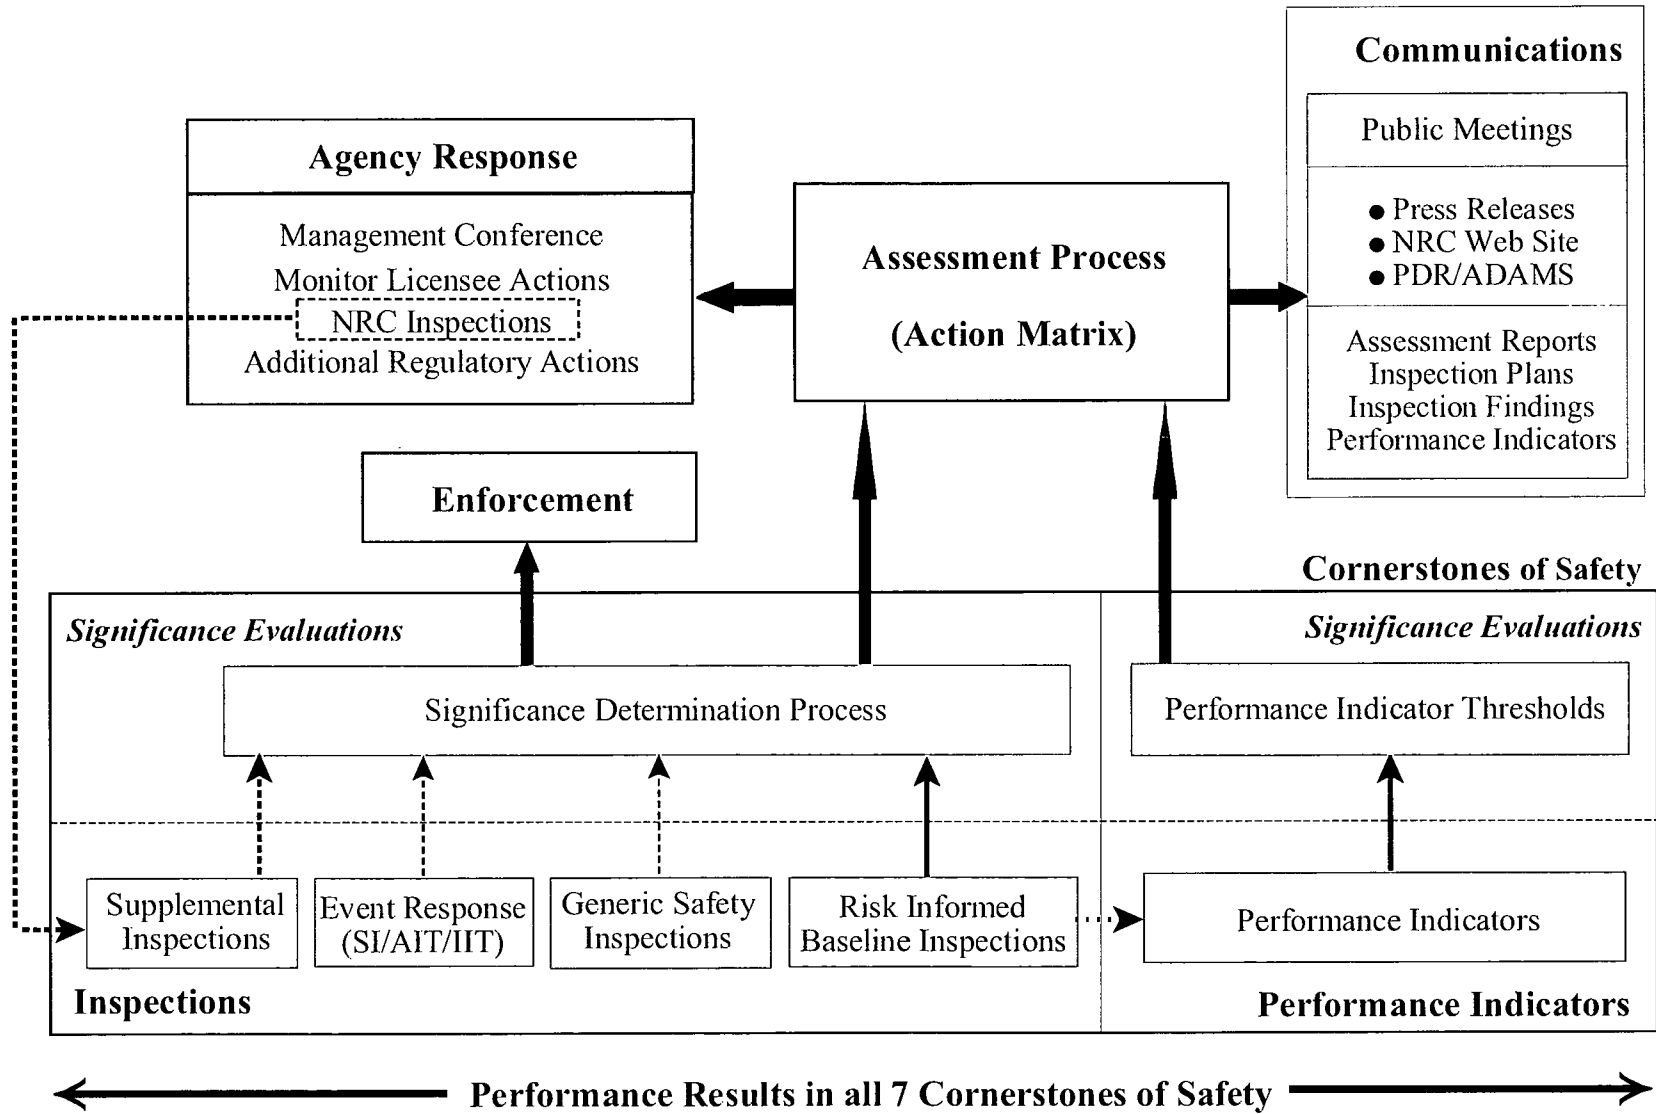 Communications
Public Meetings
● Press Releases
● NRC Web Site
● PDR/ADAMS
Assessment Reports
Inspection Plans
Inspection Findings
Performance Indicators
Agency Response
Management Conference
Monitor Licensee Actions
NRC Inspections
Additional Regulatory Actions
Assessment Process
(Action Matrix)
Enforcement
Cornerstones of Safety
Significance Evaluations
Significance Evaluations
Significance Determination Process
Performance Indicator Thresholds
Supplemental
Inspections
Event Response
(SI/AIT/IIT)
Generic Safety
Inspections
Risk Informed
Baseline Inspections
Performance Indicators
Inspections
Performance Indicators
Performance Results in all 7 Cornerstones of Safety